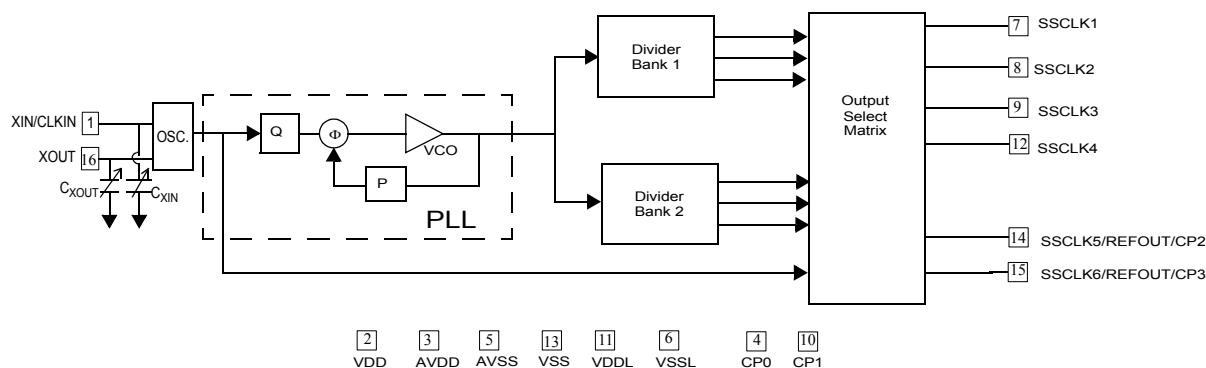 7 SSCLK1
Divider
Bank 1
8 SSCLK2
XIN/CLKIN 1
OSC.
Q
Φ
VCO
Output
Select
Matrix
9 SSCLK3
12 SSCLK4
XOUT 16
CXOUT
CXIN
P
PLL
Divider
Bank 2
14 SSCLK5/REFOUT/CP2
15 SSCLK6/REFOUT/CP3
2 3 5 13 11 6 4 10
VDD AVDD AVSS VSS VDDL VSSL CP0 CP1